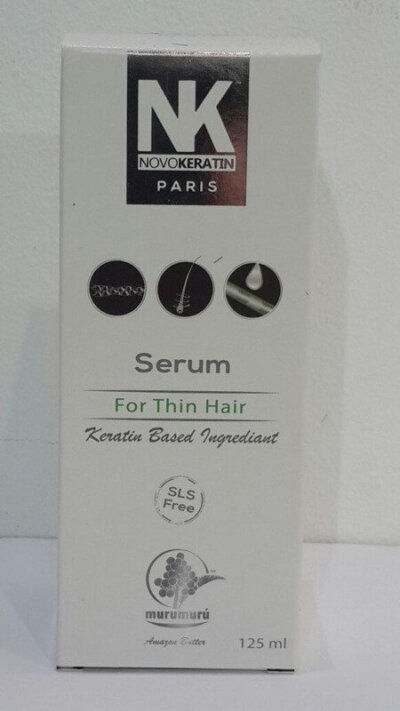 NK
NOVOKERATIN
PARIS
Serum
For Thin Hair
Keratin Based Ingrediant
SLS
Free
murumurú
Amazon Butter
125 ml